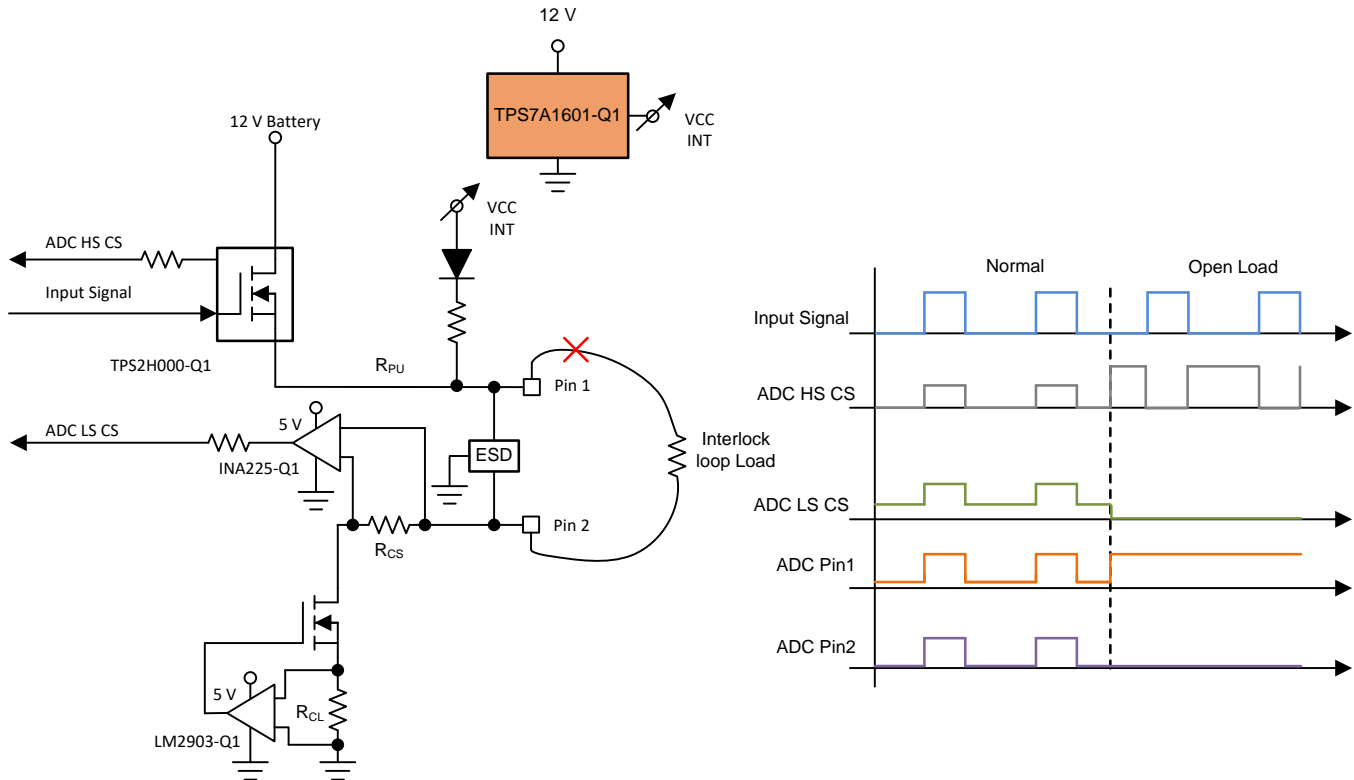 12 V
TPS7A1601-Q1
VCC
INT
12 V Battery
VCC
INT
ADC HS CS
Input Signal
TPS2H000-Q1
RPU
Pin 1
5 V
ADC LS CS
INA225-Q1
ESD
Interlock
loop Load
Pin 2
RCS
5 V
RCL
LM2903-Q1
Normal
Open Load
Input Signal
ADC HS CS
ADC LS CS
ADC Pin1
ADC Pin2